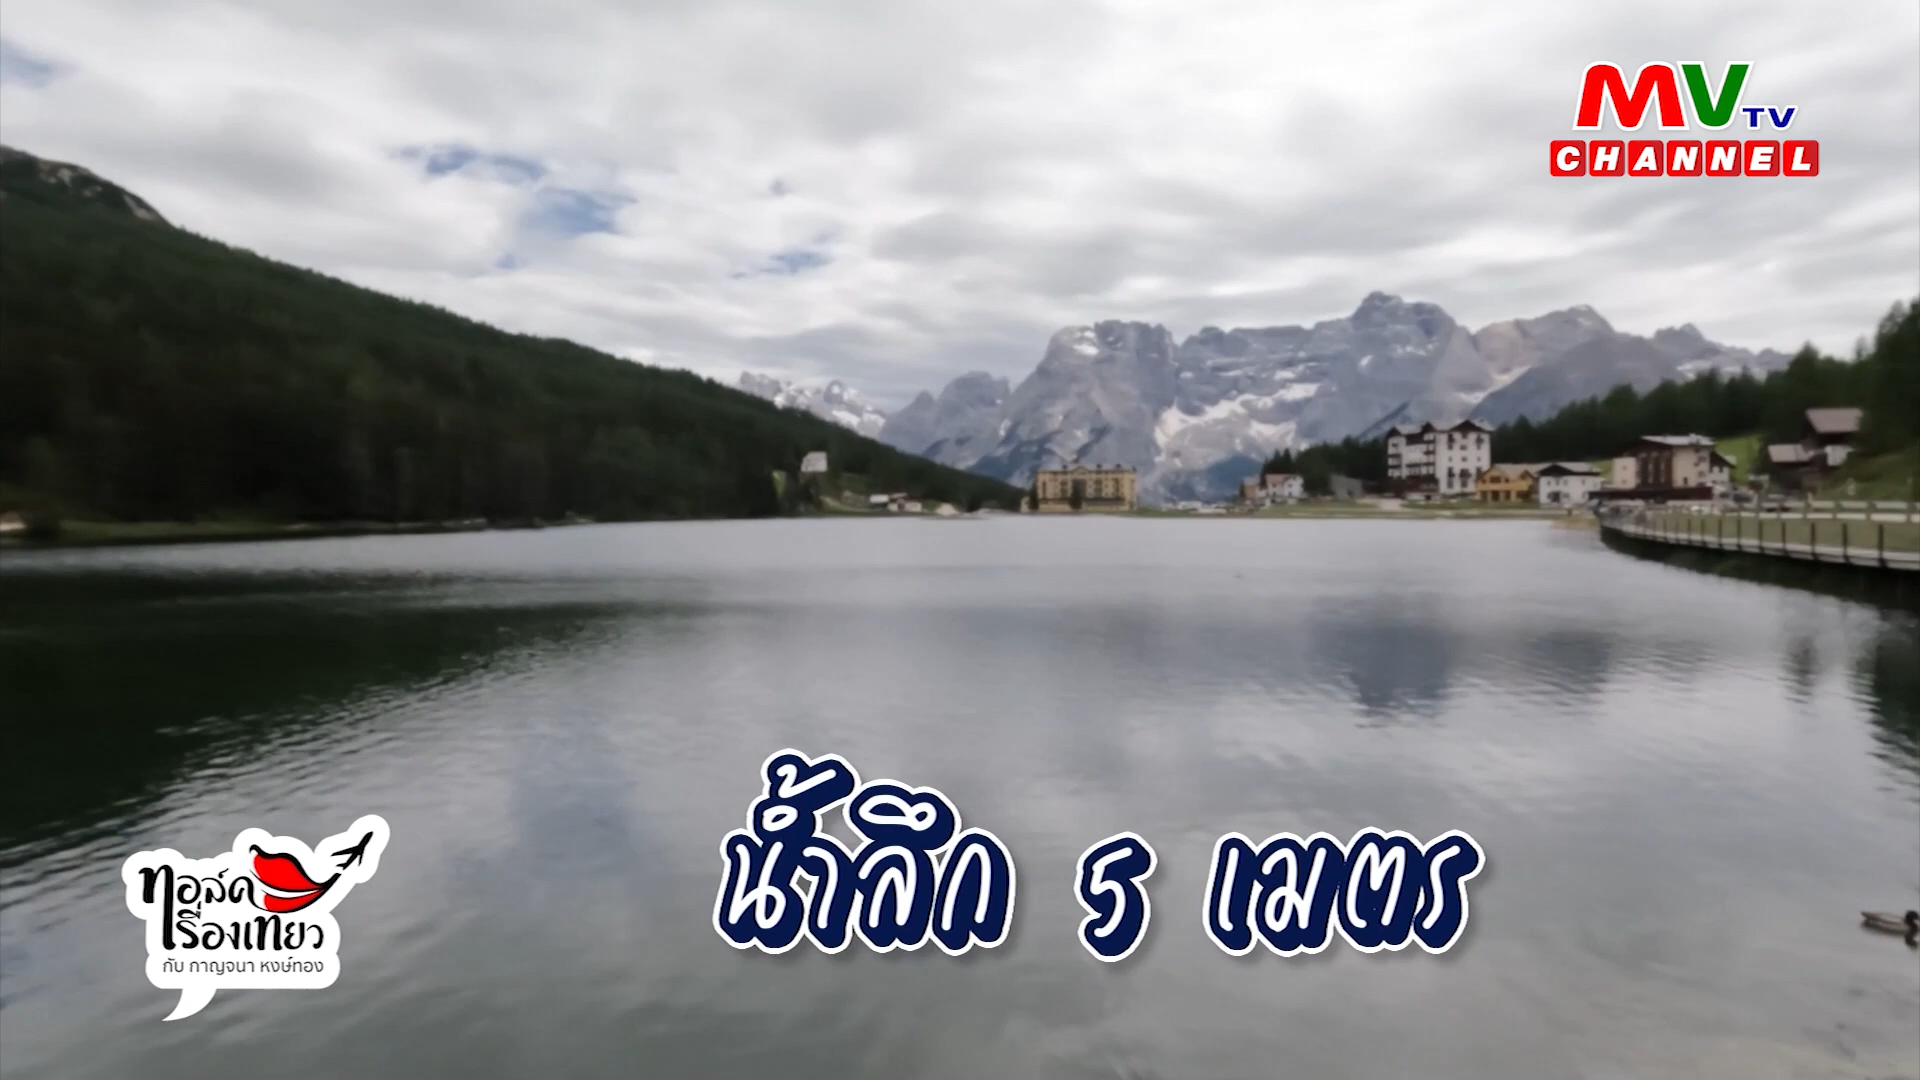 MV TV
CHANNEL
น้ำลึก 5 เมตร
ทอล์ค
เรื่องเที่ยว
กับ กาญจนา หงษ์ทอง